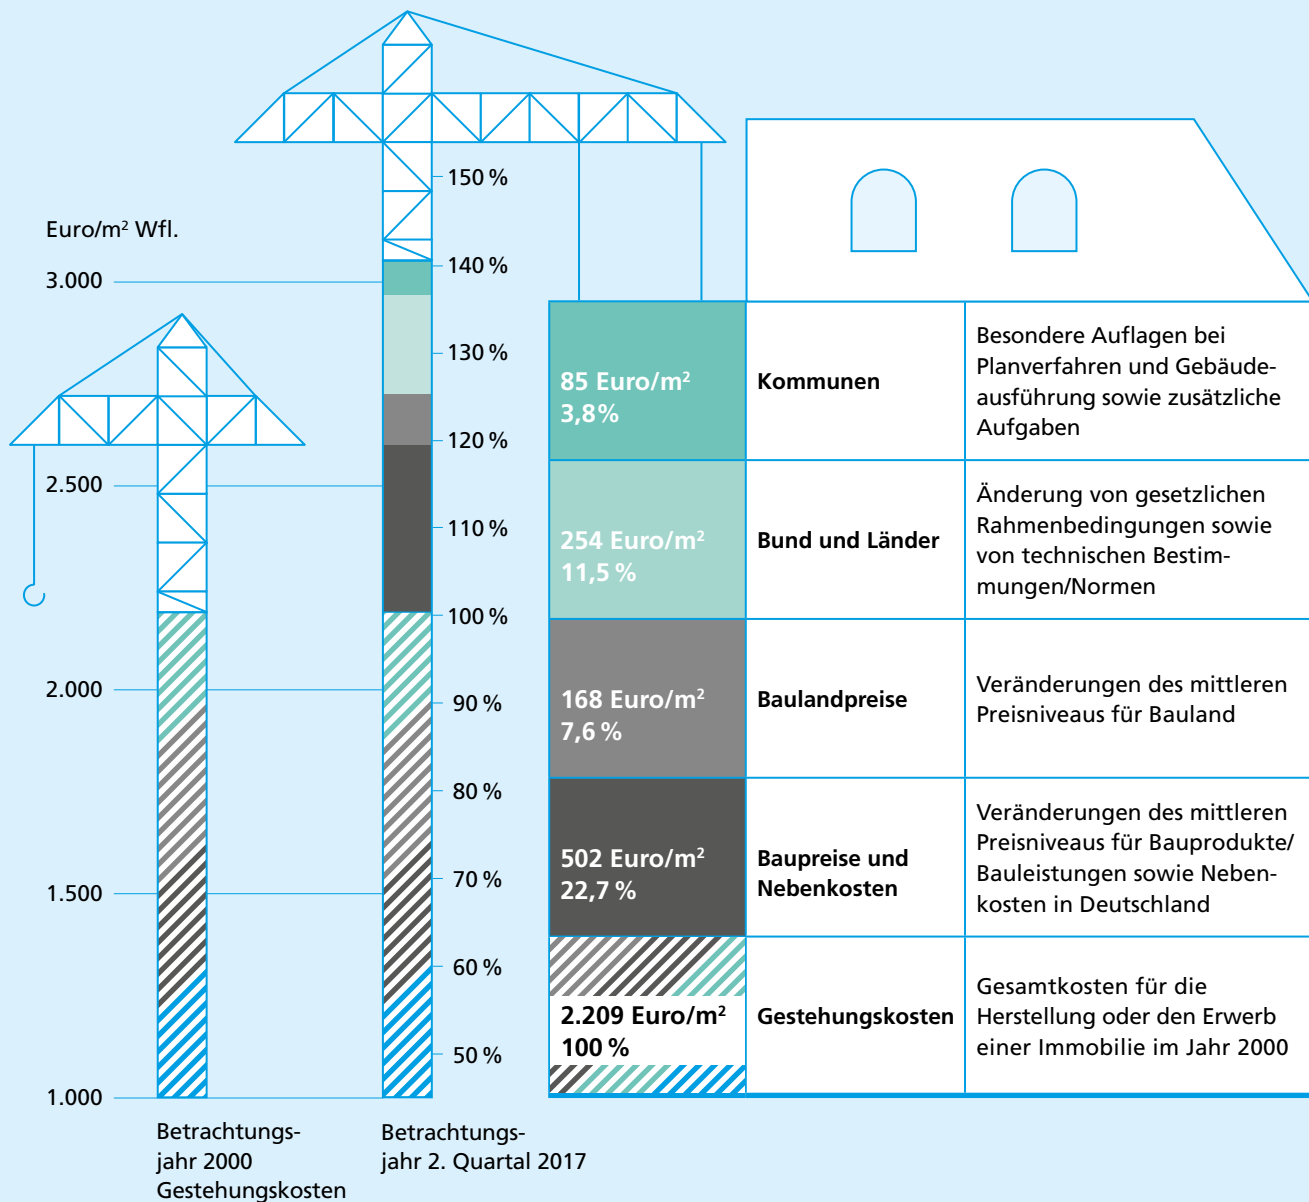 Euro/m² Wfl.
3.000
2.500
2.000
1.500
1.000
150 %
140 %
130 %
120 %
110 %
100 %
90 %
80 %
70 %
60 %
50 %
Betrachtungs-
jahr 2000
Gestehungskosten
Betrachtungs-
jahr 2. Quartal 2017
85 Euro/m²
3,8 %
Kommunen
Besondere Auflagen bei
Planverfahren und Gebäude-
ausführung sowie zusätzliche
Aufgaben
254 Euro/m²
11,5 %
Bund und Länder
Änderung von gesetzlichen
Rahmenbedingungen sowie
von technischen Bestim-
mungen/Normen
168 Euro/m²
7,6 %
Baulandpreise
Veränderungen des mittleren
Preisniveaus für Bauland
502 Euro/m²
22,7 %
Baupreise und
Nebenkosten
Veränderungen des mittleren
Preisniveaus für Bauprodukte/
Bauleistungen sowie Neben-
kosten in Deutschland
2.209 Euro/m²
100 %
Gestehungskosten
Gesamtkosten für die
Herstellung oder den Erwerb
einer Immobilie im Jahr 2000